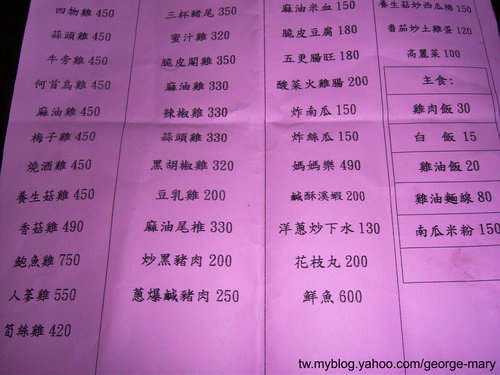 四物雞 450
蒜頭雞 450
牛旁雞 450
何首烏雞 450
麻油雞 450
梅子雞 450
燒酒雞 450
養生菇雞 450
香菇雞 490
鮑魚雞 750
人蔘雞 550
筍絲雞 420
三杯豬尾 350
蜜汁雞 320
脆皮閹雞 350
麻油雞 330
辣椒雞 330
蒜頭雞 330
黑胡椒雞 320
豆乳雞 200
麻油尾椎 330
炒黑豬肉 200
蔥爆鹹豬肉 250
麻油米血 150
脆皮豆腐 180
五更腸旺 180
酸菜火雞腸 200
炸南瓜 150
炸絲瓜 150
媽媽樂 490
鹹酥溪蝦 200
洋蔥炒下水 130
花枝丸 200
鮮魚 600
養生菇炒西瓜綿 150
番茄炒土雞蛋 120
高麗菜 100
主食:
雞肉飯 30
白 飯 15
雞油飯 20
雞油麵線 80
南瓜米粉 150
tw.myblog.yahoo.com/george-mary